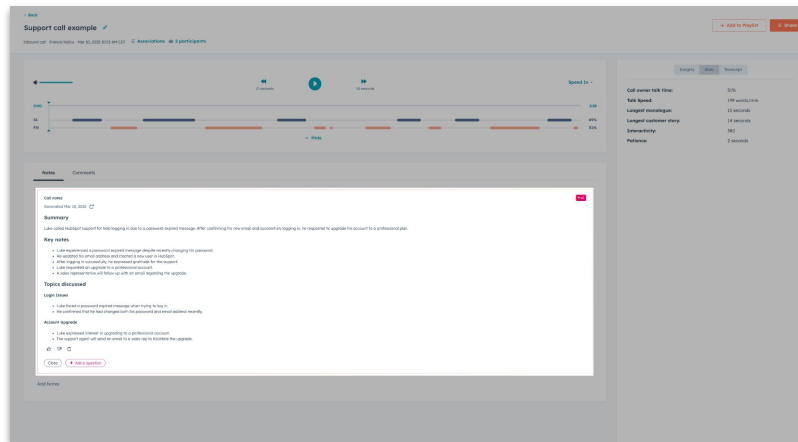 < Back
Support call example
+ Add to Playlist
Share
Inbound call
Mar 10, 2025
Associations
2 participants
10 seconds
10 seconds
Speed 1x
Hide
Insights
Stats
Transcript
Call owner talk time:
51%
Talk Speed:
199 words/min
Longest monologue:
15 seconds
Longest customer story:
14 seconds
Interactivity:
Patience:
2 seconds
Notes
Comments
Call notes
Generated Mar 10, 2025
Summary
Luke called HubSpot support for help logging in due to a password expired message. After confirming his new email and successfully logging in, he requested to upgrade his account to a professional plan.
Key notes
• Luke experienced a password expired message despite recently changing his password.
• He updated his email address and created a new user in HubSpot.
• After logging in successfully, he expressed gratitude for the support.
• Luke requested an upgrade to a professional account.
• A sales representative will follow up with an email regarding the upgrade.
Topics discussed
Login Issues
• Luke faced a password expired message when trying to log in.
• He confirmed that he had changed both his password and email address recently.
Account Upgrade
• Luke expressed interest in upgrading to a professional account.
• The support agent will send an email to a sales rep to facilitate the upgrade.
Close
Ask a question
Add Notes